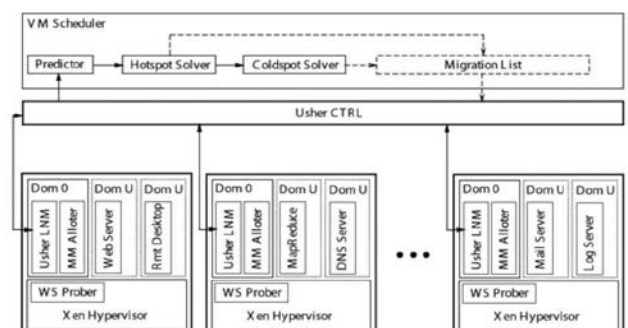 VM Scheduler
Predictor
Hotspot Solver
Coldspot Solver
Migration List
Usher CTRL
Dom 0
Dom U
Dom U
Usher LNM
MM Alloter
Web Server
Rmt Desktop
WS Prober
Xen Hypervisor
Dom 0
Dom U
Dom U
Usher LNM
MM Alloter
MapReduce
DNS Server
WS Prober
Xen Hypervisor
Dom 0
Dom U
Dom U
Usher LNM
MM Alloter
Mail Server
Log Server
WS Prober
Xen Hypervisor